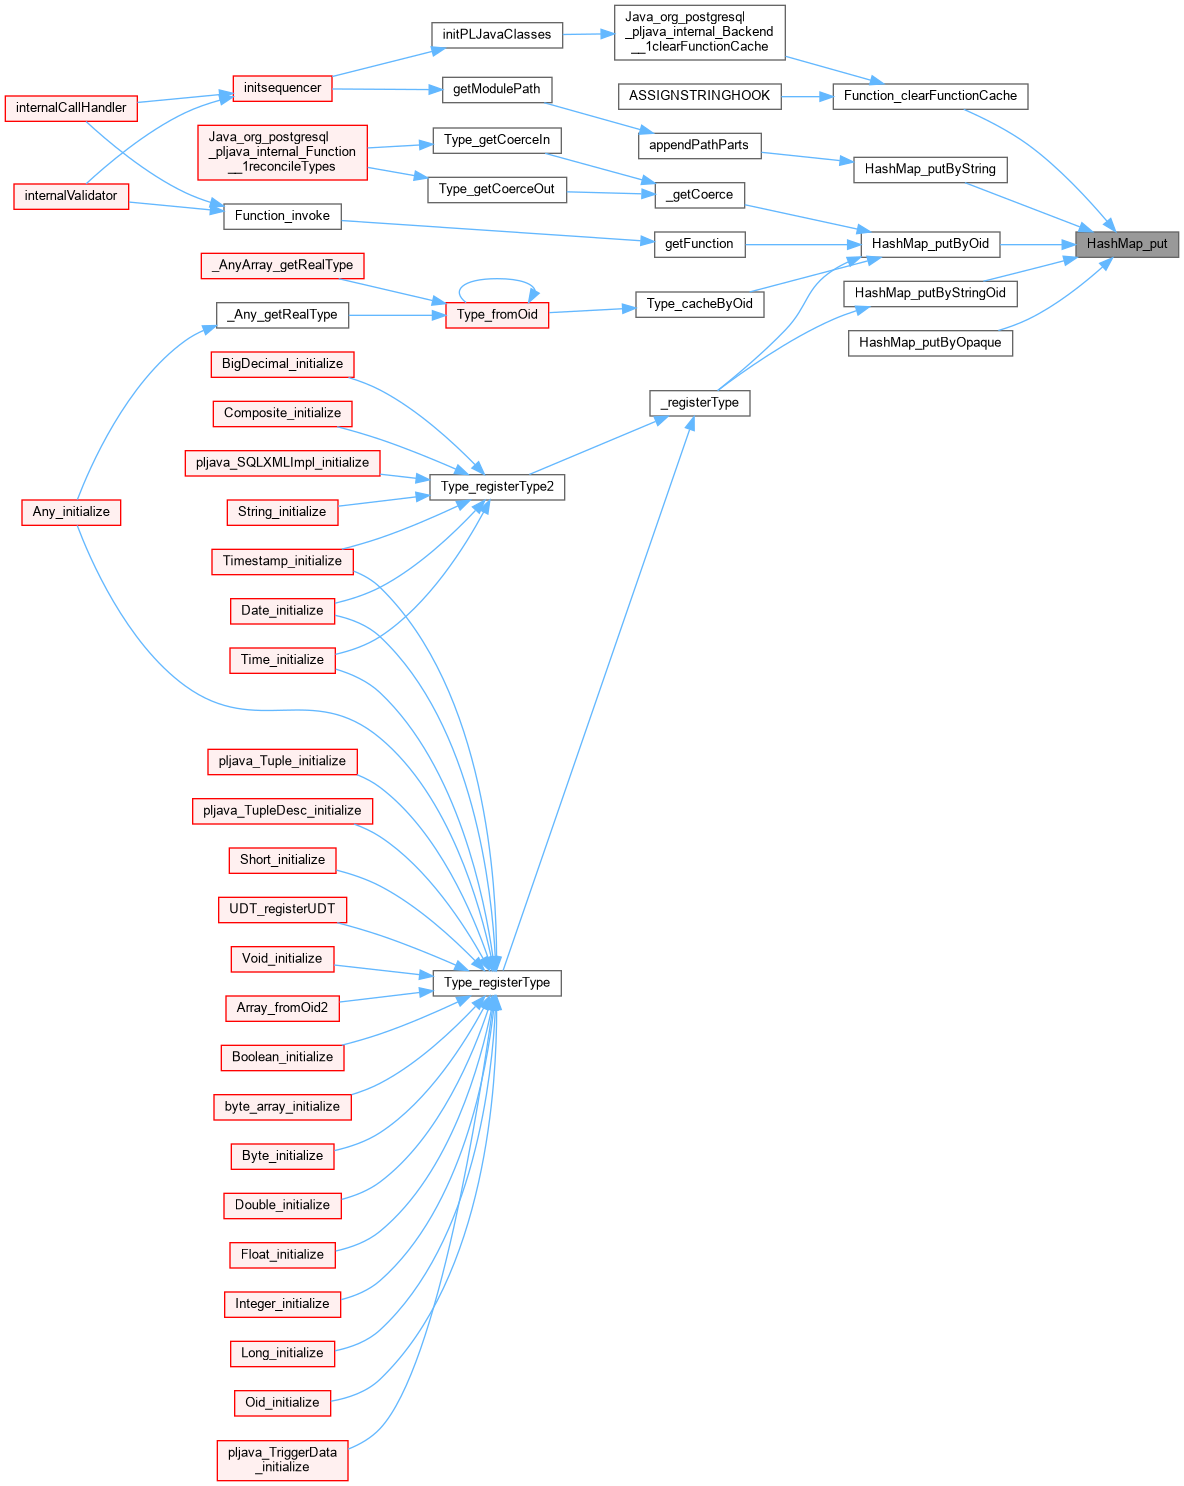 Java_org_postgresql
_pljava_internal_Backend
__1clearFunctionCache
initPLJavaClasses
initsequencer
getModulePath
ASSIGNSTRINGHOOK
Function_clearFunctionCache
internalCallHandler
Java_org_postgresql
_pljava_internal_Function
__1reconcileTypes
Type_getCoerceIn
appendPathParts
HashMap_putByString
internalValidator
Type_getCoerceOut
_getCoerce
Function_invoke
getFunction
HashMap_putByOid
HashMap_put
_AnyArray_getRealType
Type_cacheByOid
HashMap_putByStringOid
_Any_getRealType
Type_fromOid
HashMap_putByOpaque
BigDecimal_initialize
_registerType
Composite_initialize
pljava_SQLXMLImpl_initialize
Type_registerType2
Any_initialize
String_initialize
Timestamp_initialize
Date_initialize
Time_initialize
pljava_Tuple_initialize
pljava_TupleDesc_initialize
Short_initialize
UDT_registerUDT
Void_initialize
Type_registerType
Array_fromOid2
Boolean_initialize
byte_array_initialize
Byte_initialize
Double_initialize
Float_initialize
Integer_initialize
Long_initialize
Oid_initialize
pljava_TriggerData
_initialize